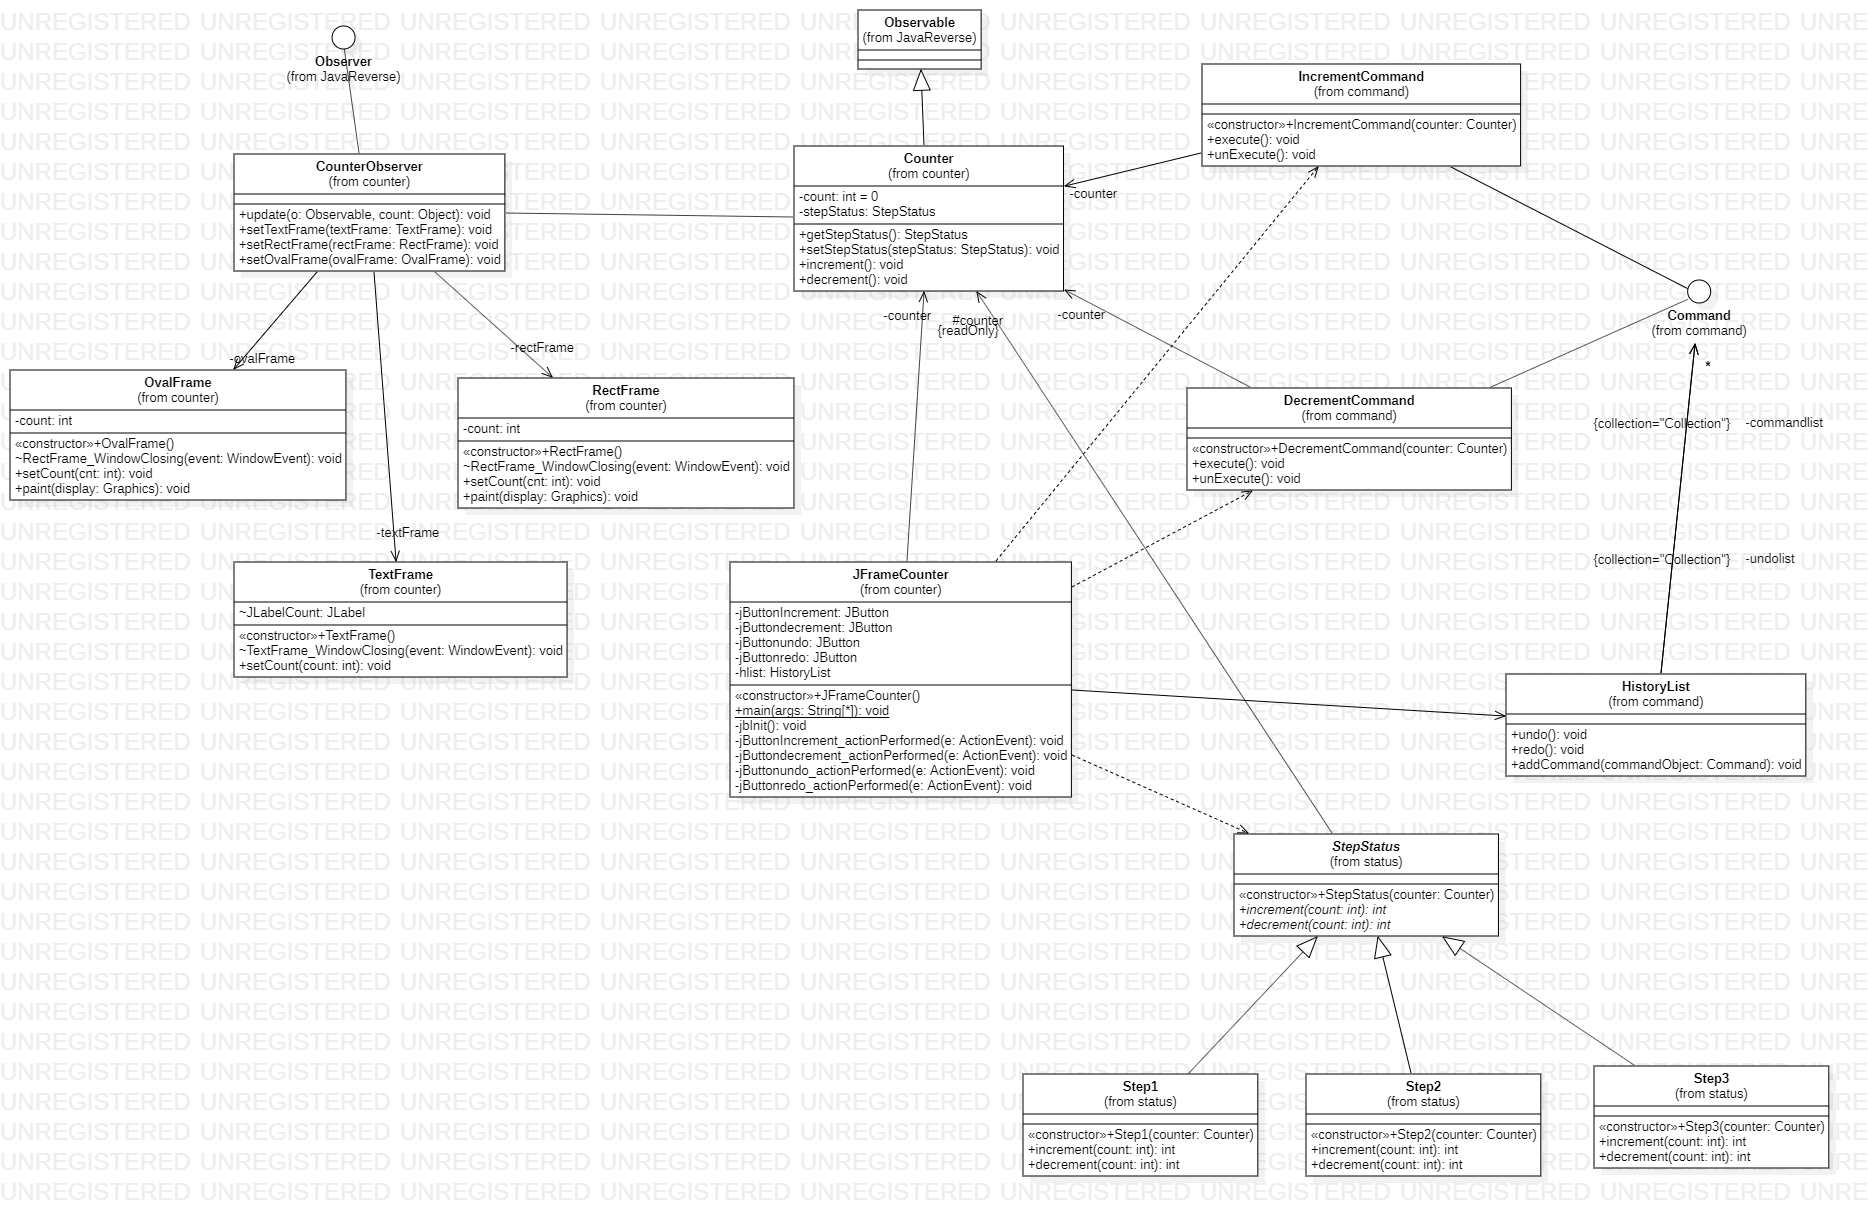 Observer
(from JavaReverse)
Observable
(from JavaReverse)
IncrementCommand
(from command)
«constructor»+IncrementCommand(counter: Counter)
+execute(): void
+unExecute(): void
CounterObserver
(from counter)
+update(o: Observable, count: Object): void
+setTextFrame(textFrame: TextFrame): void
+setRectFrame(rectFrame: RectFrame): void
+setOvalFrame(ovalFrame: OvalFrame): void
Counter
(from counter)
-count: int = 0
-stepStatus: StepStatus
+getStepStatus(): StepStatus
+setStepStatus(stepStatus: StepStatus): void
+increment(): void
+decrement(): void
-counter
-counter
#counter
{readOnly}
-counter
Command
(from command)
*
{collection="Collection"}
-commandlist
{collection="Collection"}
-undolist
-ovalFrame
-rectFrame
-textFrame
OvalFrame
(from counter)
-count: int
«constructor»+OvalFrame()
~RectFrame_WindowClosing(event: WindowEvent): void
+setCount(cnt: int): void
+paint(display: Graphics): void
RectFrame
(from counter)
-count: int
«constructor»+RectFrame()
~RectFrame_WindowClosing(event: WindowEvent): void
+setCount(cnt: int): void
+paint(display: Graphics): void
DecrementCommand
(from command)
«constructor»+DecrementCommand(counter: Counter)
+execute(): void
+unExecute(): void
TextFrame
(from counter)
~JLabelCount: JLabel
«constructor»+TextFrame()
~TextFrame_WindowClosing(event: WindowEvent): void
+setCount(count: int): void
JFrameCounter
(from counter)
-jButtonIncrement: JButton
-jButtondecrement: JButton
-jButtonundo: JButton
-jButtonredo: JButton
-hlist: HistoryList
«constructor»+JFrameCounter()
+main(args: String[*]): void
-jbInit(): void
-jButtonIncrement_actionPerformed(e: ActionEvent): void
-jButtondecrement_actionPerformed(e: ActionEvent): void
-jButtonundo_actionPerformed(e: ActionEvent): void
-jButtonredo_actionPerformed(e: ActionEvent): void
HistoryList
(from command)
+undo(): void
+redo(): void
+addCommand(commandObject: Command): void
StepStatus
(from status)
«constructor»+StepStatus(counter: Counter)
+increment(count: int): int
+decrement(count: int): int
Step1
(from status)
«constructor»+Step1(counter: Counter)
+increment(count: int): int
+decrement(count: int): int
Step2
(from status)
«constructor»+Step2(counter: Counter)
+increment(count: int): int
+decrement(count: int): int
Step3
(from status)
«constructor»+Step3(counter: Counter)
+increment(count: int): int
+decrement(count: int): int
UNREGISTERED